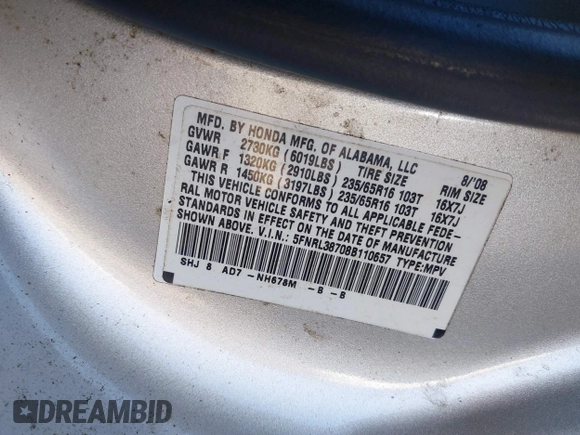 MFD. BY HONDA MFG. OF ALABAMA, LLC 8/'08
GVWR 2730KG (6019LBS) TIRE SIZE RIM SIZE
GAWR F 1320KG (2910LBS) 235/65R16 103T 16X7J
GAWR R 1450KG (3197LBS) 235/65R16 103T 16X7J
THIS VEHICLE CONFORMS TO ALL APPLICABLE FEDE-
RAL MOTOR VEHICLE SAFETY AND THEFT PREVENTION
STANDARDS IN EFFECT ON THE DATE OF MANUFACTURE
SHOWN ABOVE. V.I.N.: 5FNRL38708B110657 TYPE:MPV
SHJ 8 AD7 -NH678M -B -B
DREAMBID